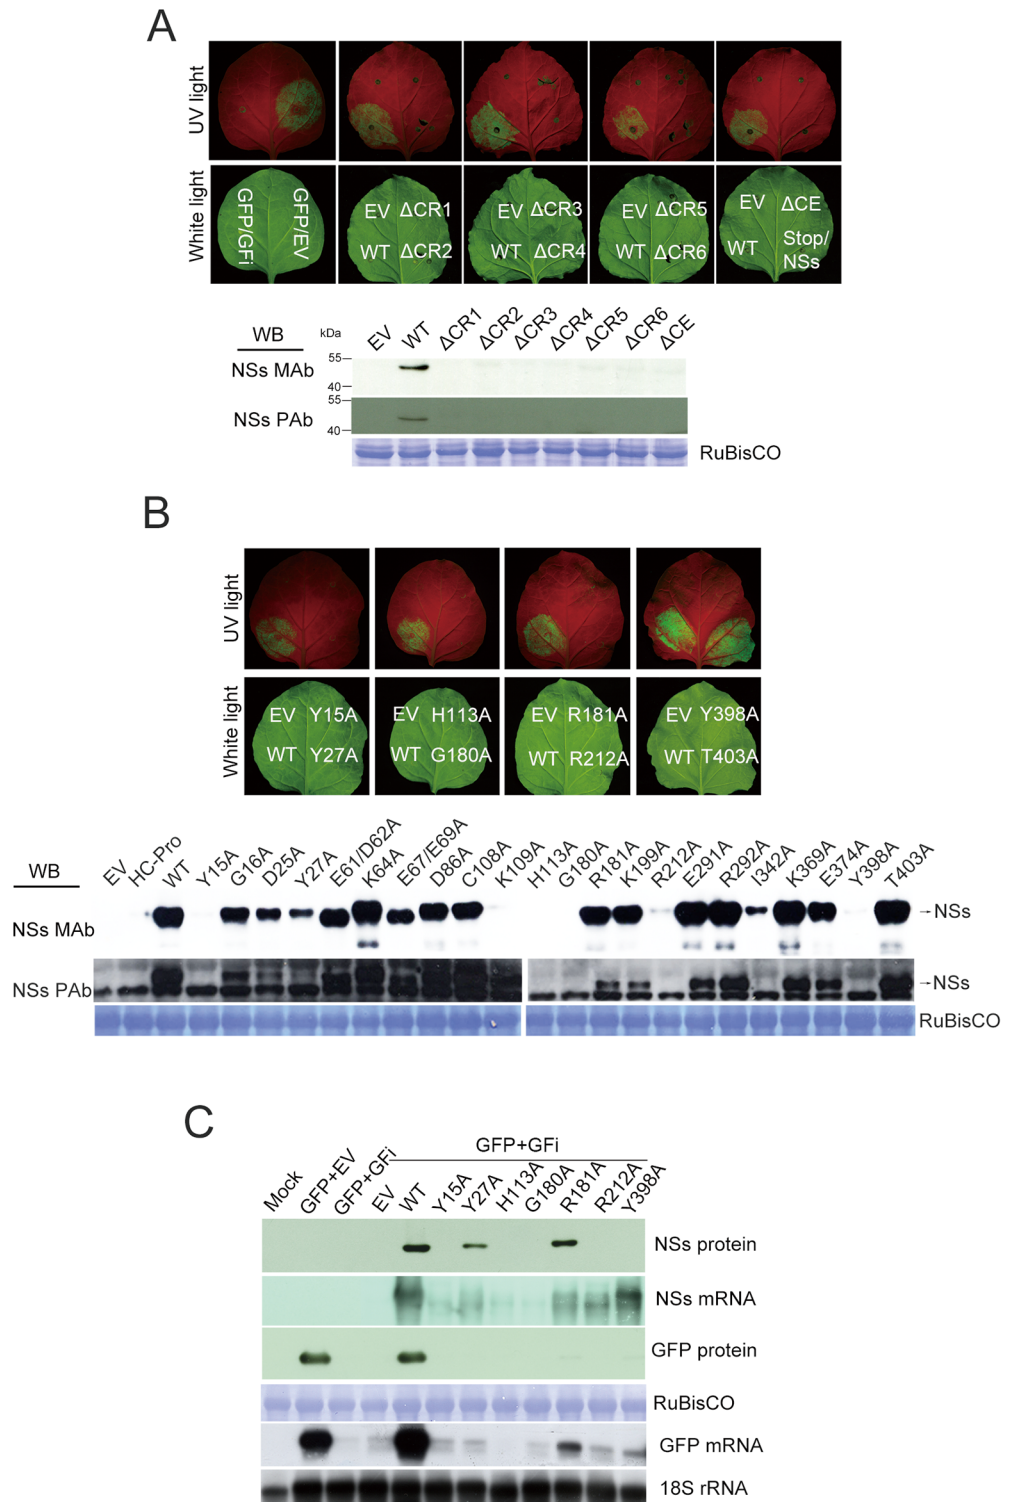 A
UV light
White light
GFP/GFi
GFP/EV
EV ΔCR1
WT ΔCR2
EV ΔCR3
WT ΔCR4
EV ΔCR5
WT ΔCR6
EV ΔCE
WT Stop/
NSs
WB
kDa
EV WT ΔCR1 ΔCR2 ΔCR3 ΔCR4 ΔCR5 ΔCR6 ΔCE
NSs MAb
55
40
NSs PAb
55
40
RuBisCO
B
UV light
White light
EV Y15A
WT Y27A
EV H113A
WT G180A
EV R181A
WT R212A
EV Y398A
WT T403A
WB
EV HC-Pro WT Y15A G16A D25A Y27A E61/D62A K64A E67/E69A D86A C108A K109A H113A G180A R181A K199A R212A E291A R292A I342A K369A E374A Y398A T403A
NSs MAb
→NSs
NSs PAb
→NSs
RuBisCO
C
GFP+GFi
Mock GFP+EV GFP+GFi EV WT Y15A Y27A H113A G180A R181A R212A Y398A
NSs protein
NSs mRNA
GFP protein
RuBisCO
GFP mRNA
18S rRNA